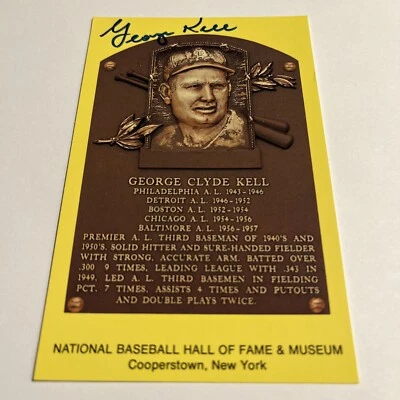 George Kell
GEORGE CLYDE KELL
PHILADELPHIA A. L. 1943-1946
DETROIT A. L. 1946-1952
BOSTON A. L. 1952-1954
CHICAGO A. L. 1954-1956
BALTIMORE A. L. 1956-1957
PREMIER A. L. THIRD BASEMAN OF 1940'S AND
1950'S. SOLID HITTER AND SURE-HANDED FIELDER
WITH STRONG, ACCURATE ARM. BATTED OVER
.300 9 TIMES, LEADING LEAGUE WITH .343 IN
1949. LED A. L. THIRD BASEMEN IN FIELDING
PCT. 7 TIMES, ASSISTS 4 TIMES AND PUTOUTS
AND DOUBLE PLAYS TWICE.
NATIONAL BASEBALL HALL OF FAME & MUSEUM
Cooperstown, New York